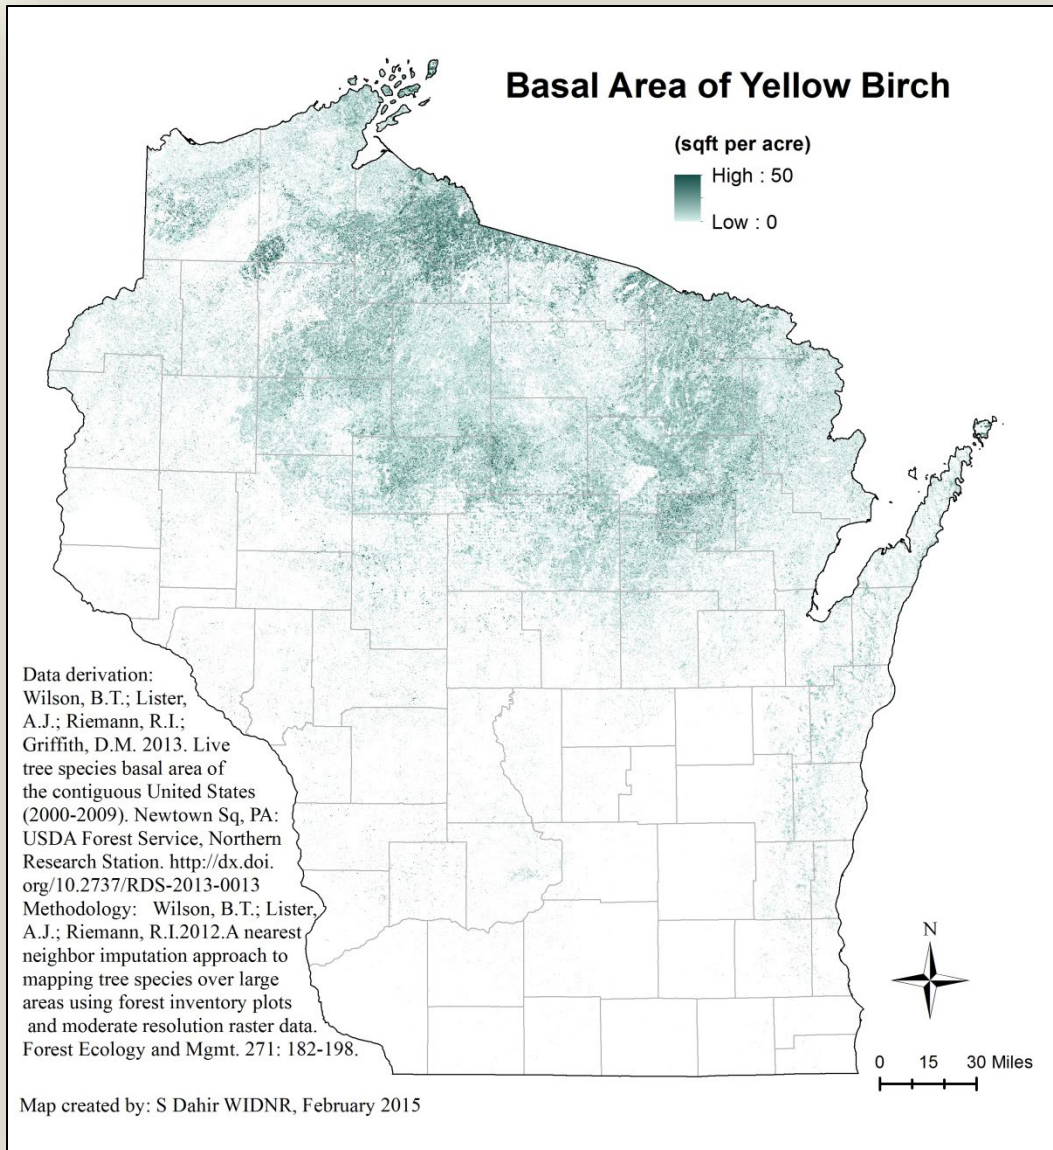 Basal Area of Yellow Birch
(sqft per acre)
High : 50
Low : 0
Data derivation:
Wilson, B.T.; Lister,
A.J.; Riemann, R.I.;
Griffith, D.M. 2013. Live
tree species basal area of
the contiguous United States
(2000-2009). Newtown Sq, PA:
USDA Forest Service, Northern
Research Station. http://dx.doi.
org/10.2737/RDS-2013-0013
Methodology:   Wilson, B.T.; Lister,
A.J.; Riemann, R.I.2012.A nearest
neighbor imputation approach to
mapping tree species over large
areas using forest inventory plots
and moderate resolution raster data.
Forest Ecology and Mgmt. 271: 182-198.
N
0 15 30 Miles
Map created by: S Dahir WIDNR, February 2015